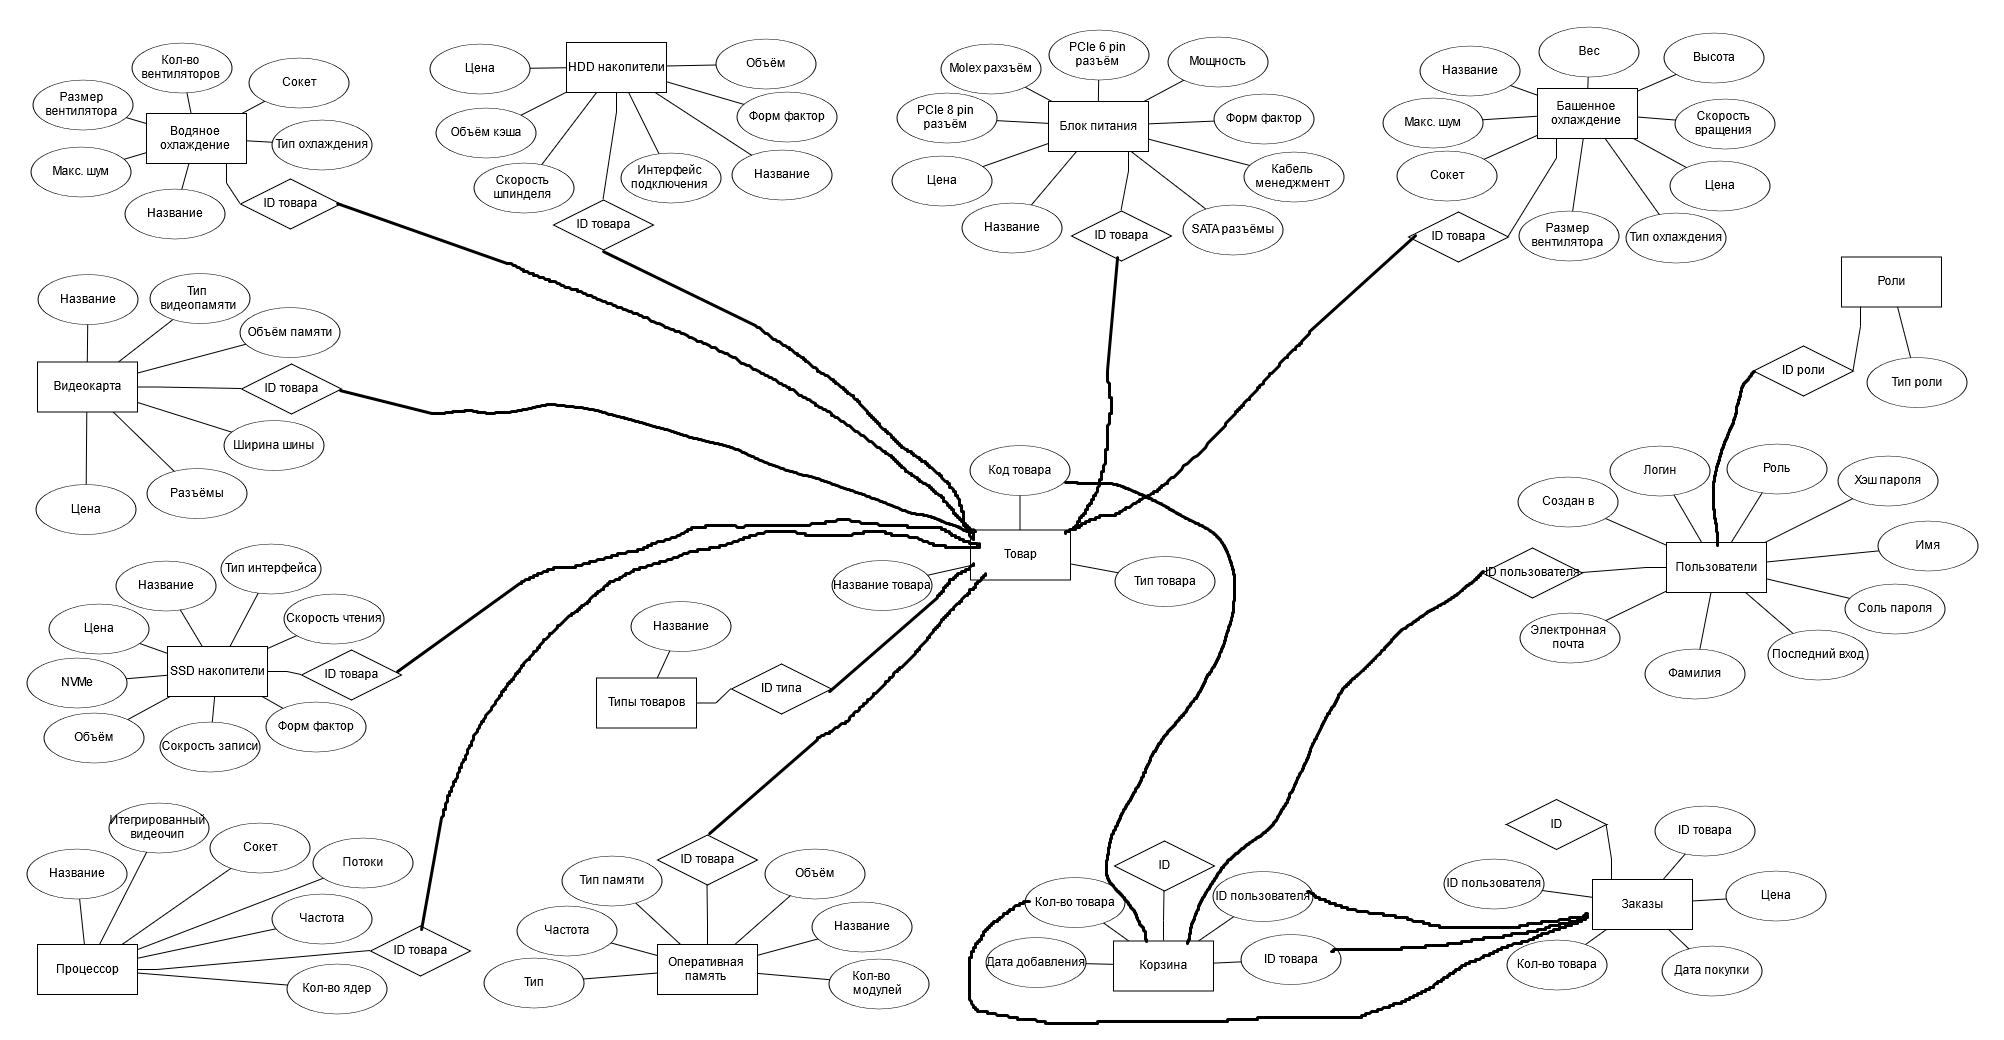 Кол-во
вентиляторов
Сокет
Размер
вентилятора
Водяное
охлаждение
Тип охлаждения
Макс. шум
Название
ID товара
Цена
HDD накопители
Объём
Объём кэша
Форм фактор
Скорость
шпинделя
Интерфейс
подключения
Название
ID товара
Molex рахзъём
PCIe 6 pin
разъём
Мощность
PCIe 8 pin
разъём
Блок питания
Форм фактор
Цена
Кабель
менеджмент
Название
ID товара
SATA разъёмы
Название
Вес
Высота
Макс. шум
Башенное
охлаждение
Скорость
вращения
Сокет
Цена
ID товара
Размер
вентилятора
Тип охлаждения
Роли
ID роли
Тип роли
Название
Тип
видеопамяти
Объём памяти
Видеокарта
ID товара
Ширина шины
Цена
Разъёмы
Код товара
Товар
Название товара
Тип товара
Создан в
Логин
Роль
Хэш пароля
Имя
ID пользователя
Пользователи
Соль пароля
Электронная
почта
Фамилия
Последний вход
Название
Тип интерфейса
Цена
Скорость чтения
NVMe
SSD накопители
ID товара
Объём
Сокрость записи
Форм фактор
Название
Типы товаров
ID типа
Итегрированный
видеочип
Сокет
Потоки
Название
Частота
Процессор
ID товара
Кол-во ядер
ID товара
Тип памяти
Объём
Частота
Название
Тип
Оперативная
память
Кол-во
модулей
ID
Кол-во товара
ID пользователя
Дата добавления
Корзина
ID товара
ID
ID товара
ID пользователя
Заказы
Цена
Кол-во товара
Дата покупки